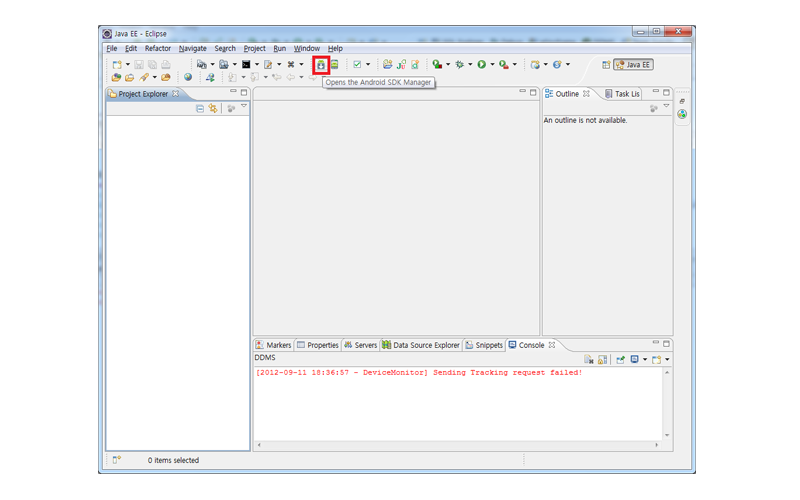 Java EE - Eclipse
File Edit Refactor Navigate Search Project Run Window Help
Java EE
Opens the Android SDK Manager
Project Explorer
Outline
Task Lis
An outline is not available.
Markers Properties Servers Data Source Explorer Snippets Console
DDMS
[2012-09-11 18:36:57 - DeviceMonitor] Sending Tracking request failed!
0 items selected